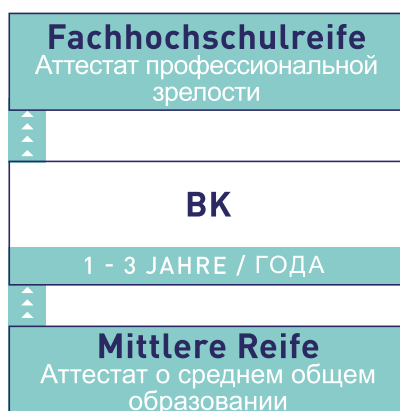 Fachhochschulreife
Аттестат профессиональной
зрелости
BK
1 - 3 JAHRE / ГОДА
Mittlere Reife
Аттестат о среднем общем
образовании